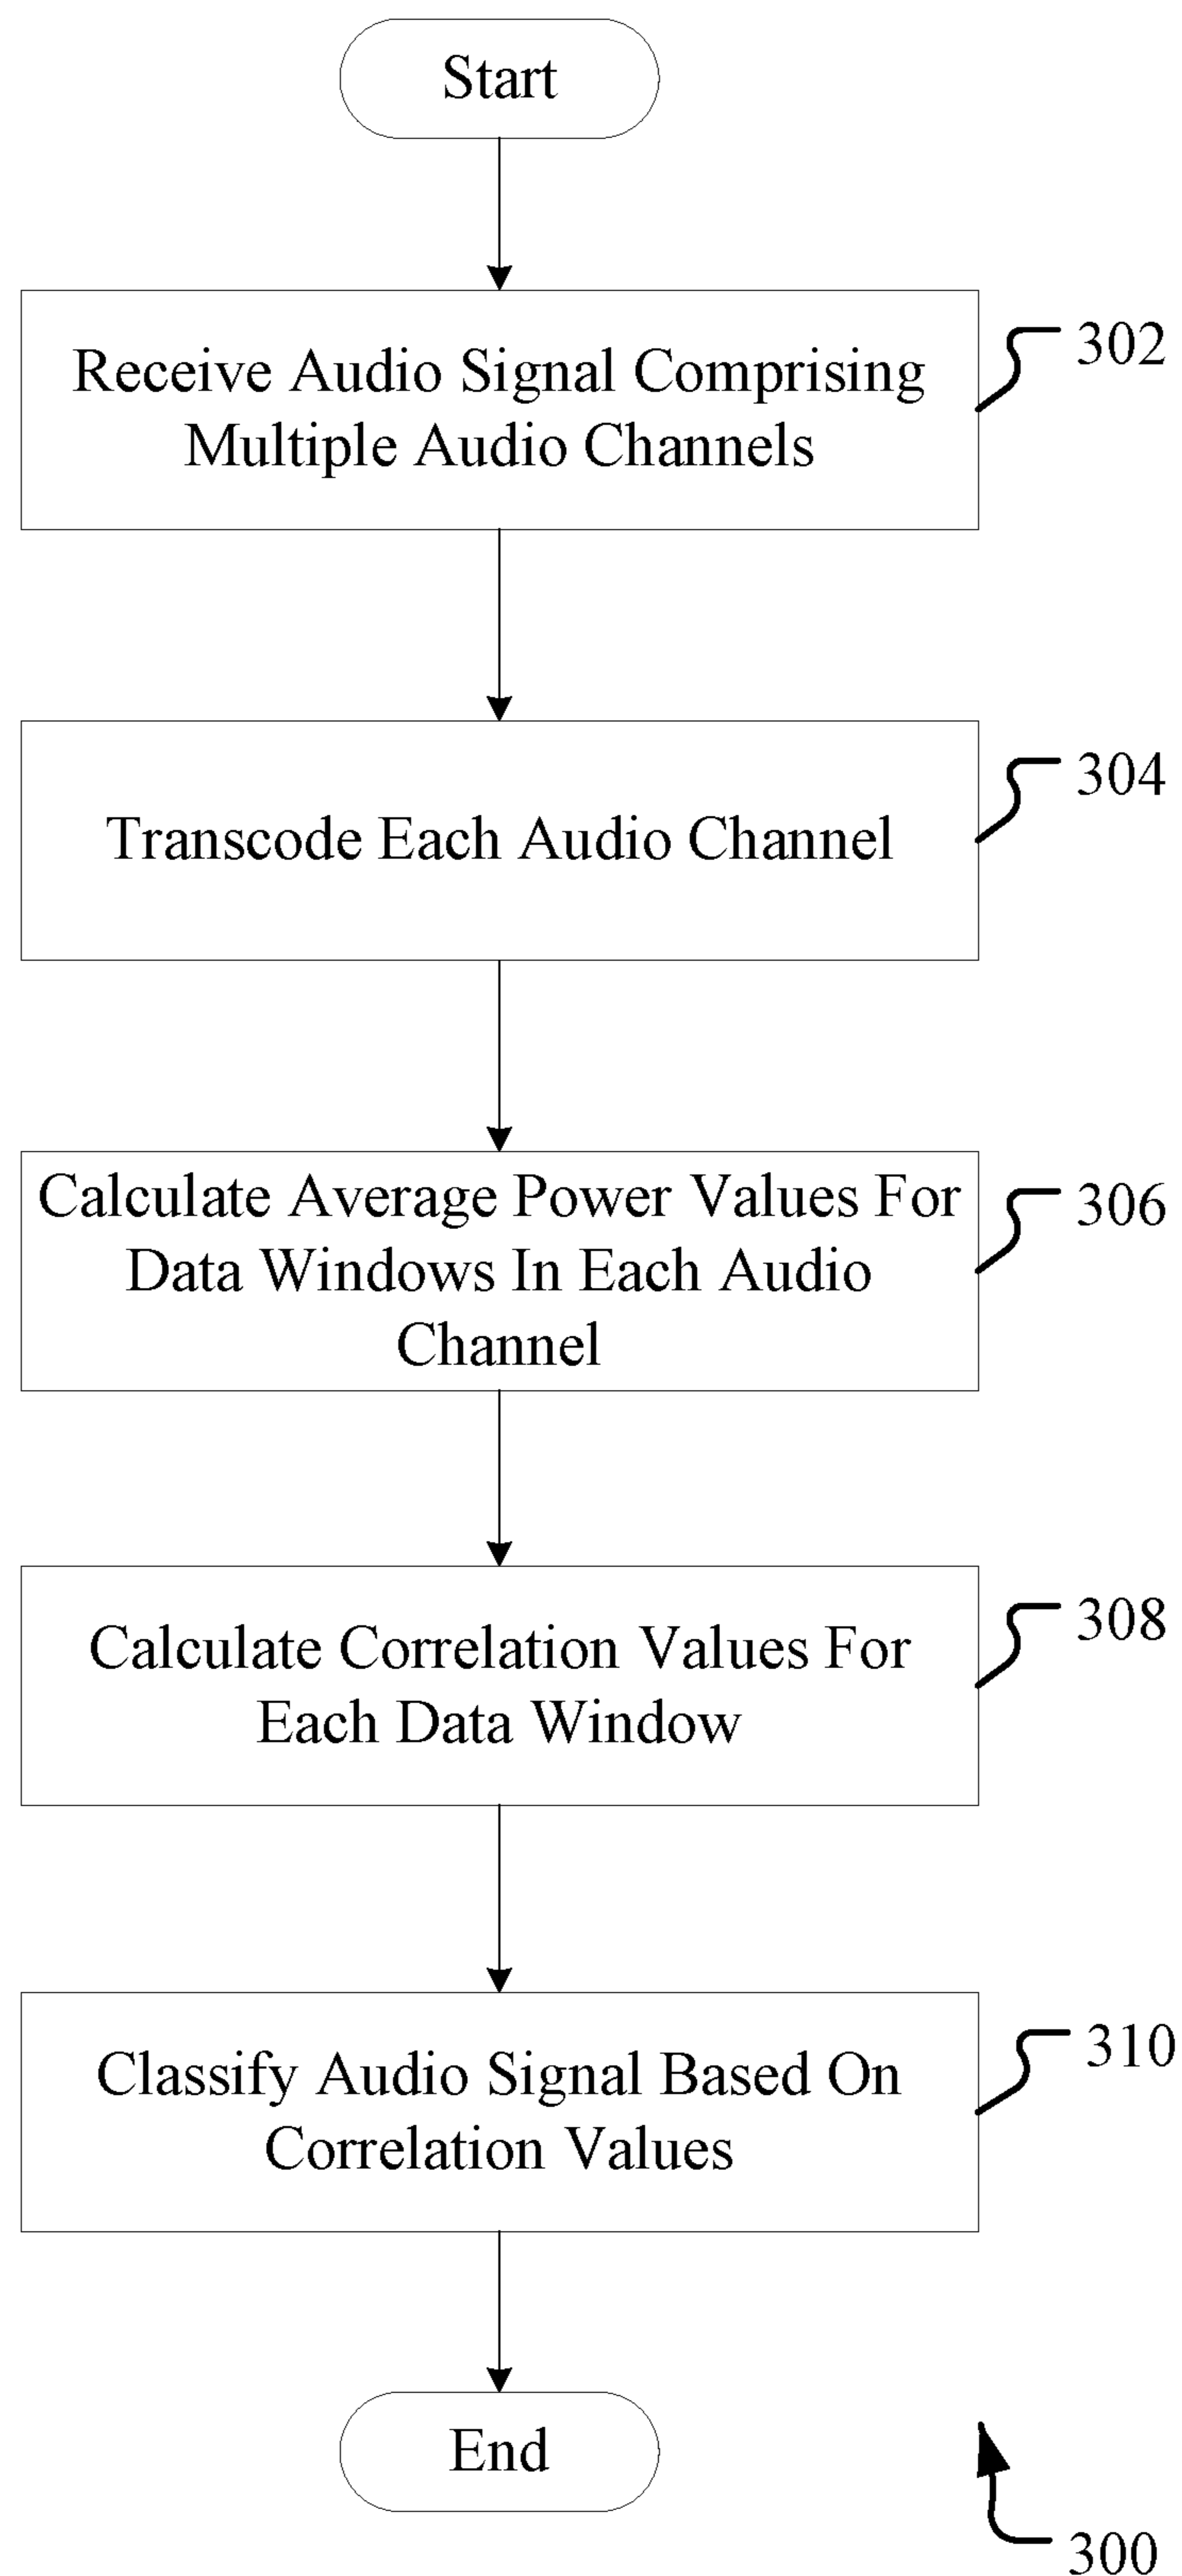 Start
Receive Audio Signal Comprising
Multiple Audio Channels
302
Transcode Each Audio Channel
304
Calculate Average Power Values For
Data Windows In Each Audio
Channel
306
Calculate Correlation Values For
Each Data Window
308
Classify Audio Signal Based On
Correlation Values
310
End
300